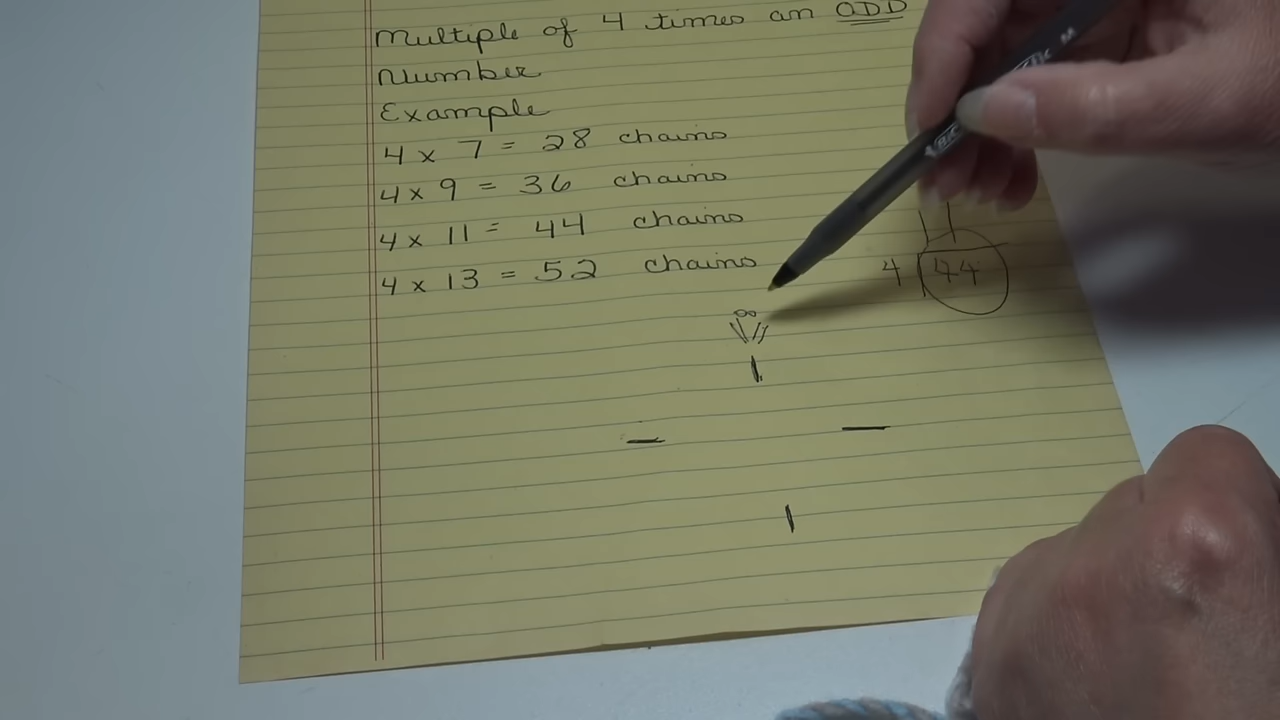 Multiple of 4 times an ODD
Number
Example
4 x 7 = 28 chains
4 x 9 = 36 chains
4 x 11 = 44 chains
4 x 13 = 52 chains
11
4 44
BIC
M